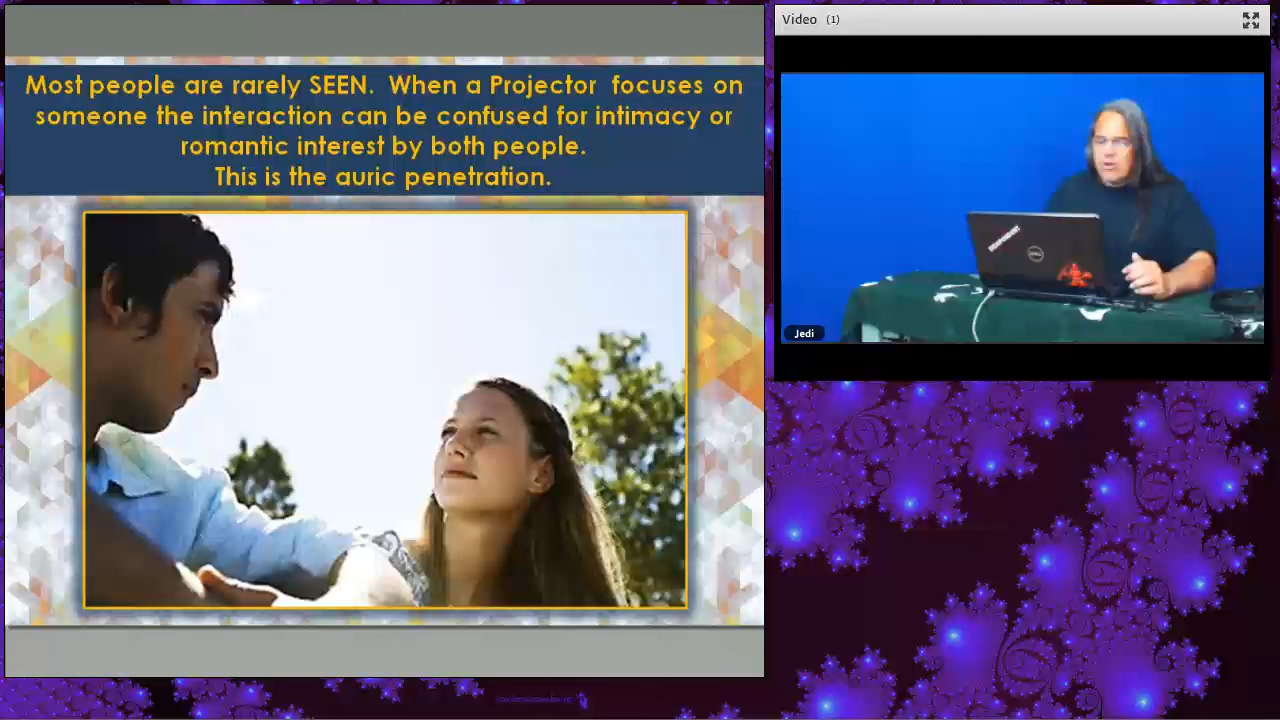 Most people are rarely SEEN. When a Projector focuses on
someone the interaction can be confused for intimacy or
romantic interest by both people.
This is the auric penetration.
Video (1)
DELL
Jedi